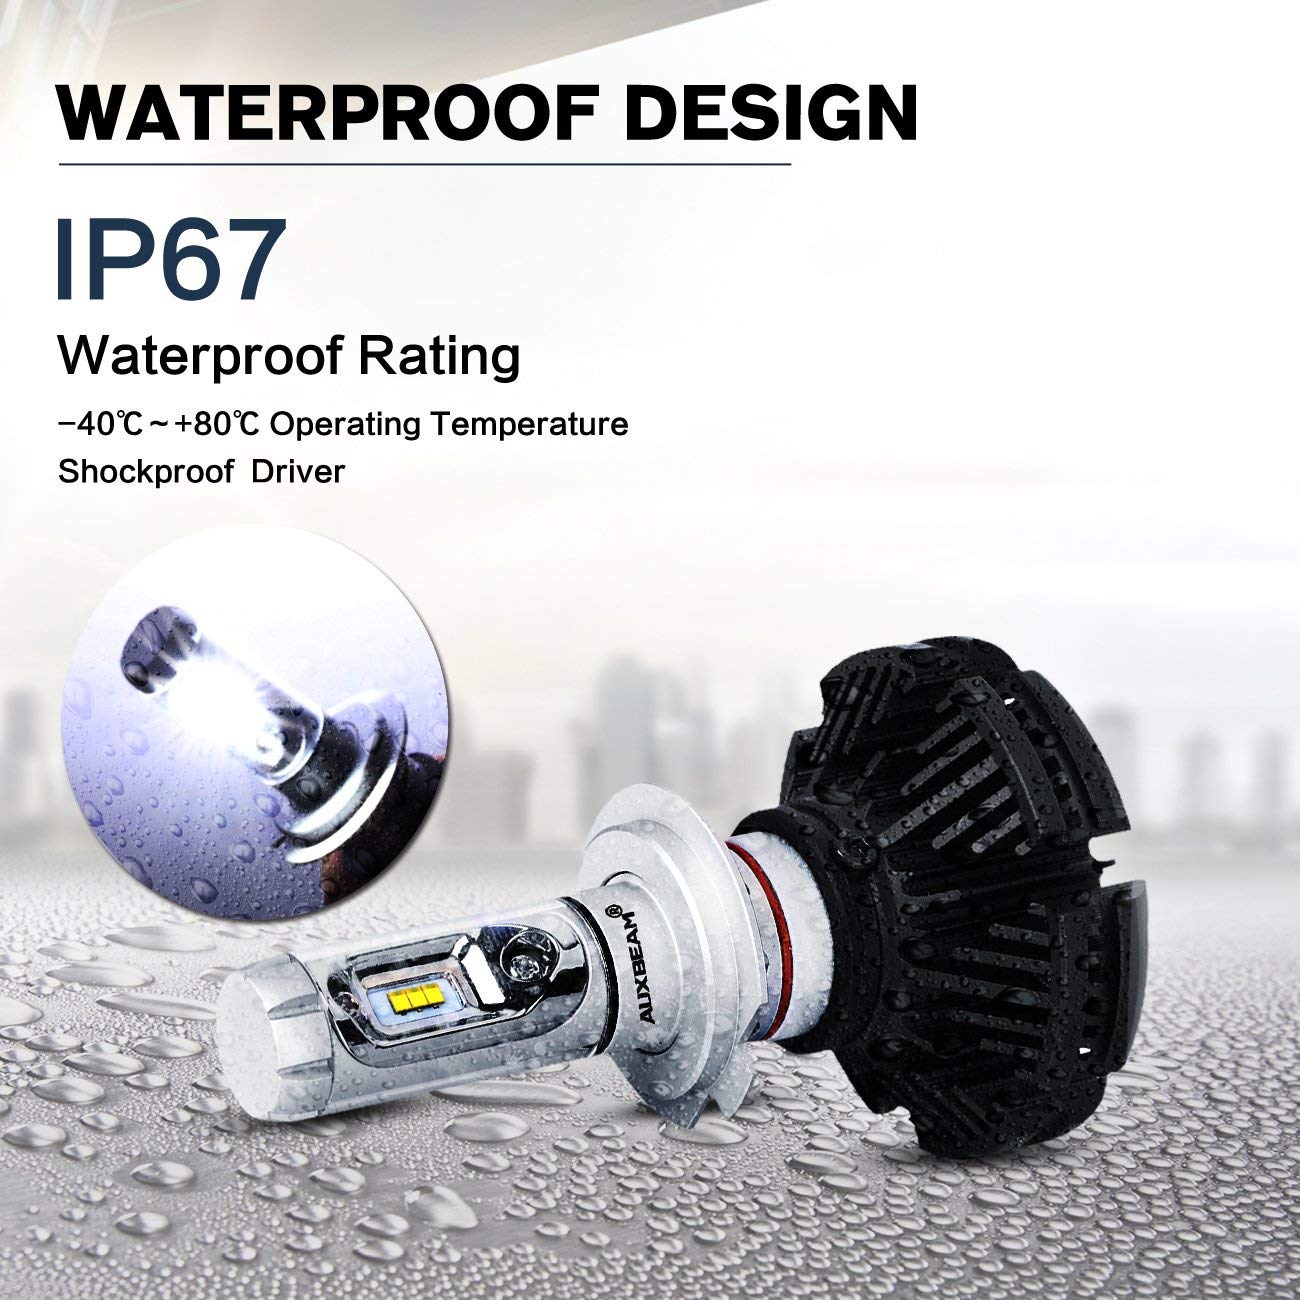 WATERPROOF DESIGN
IP67
Waterproof Rating
-40℃~+80℃ Operating Temperature
Shockproof Driver
AUXBEAM®